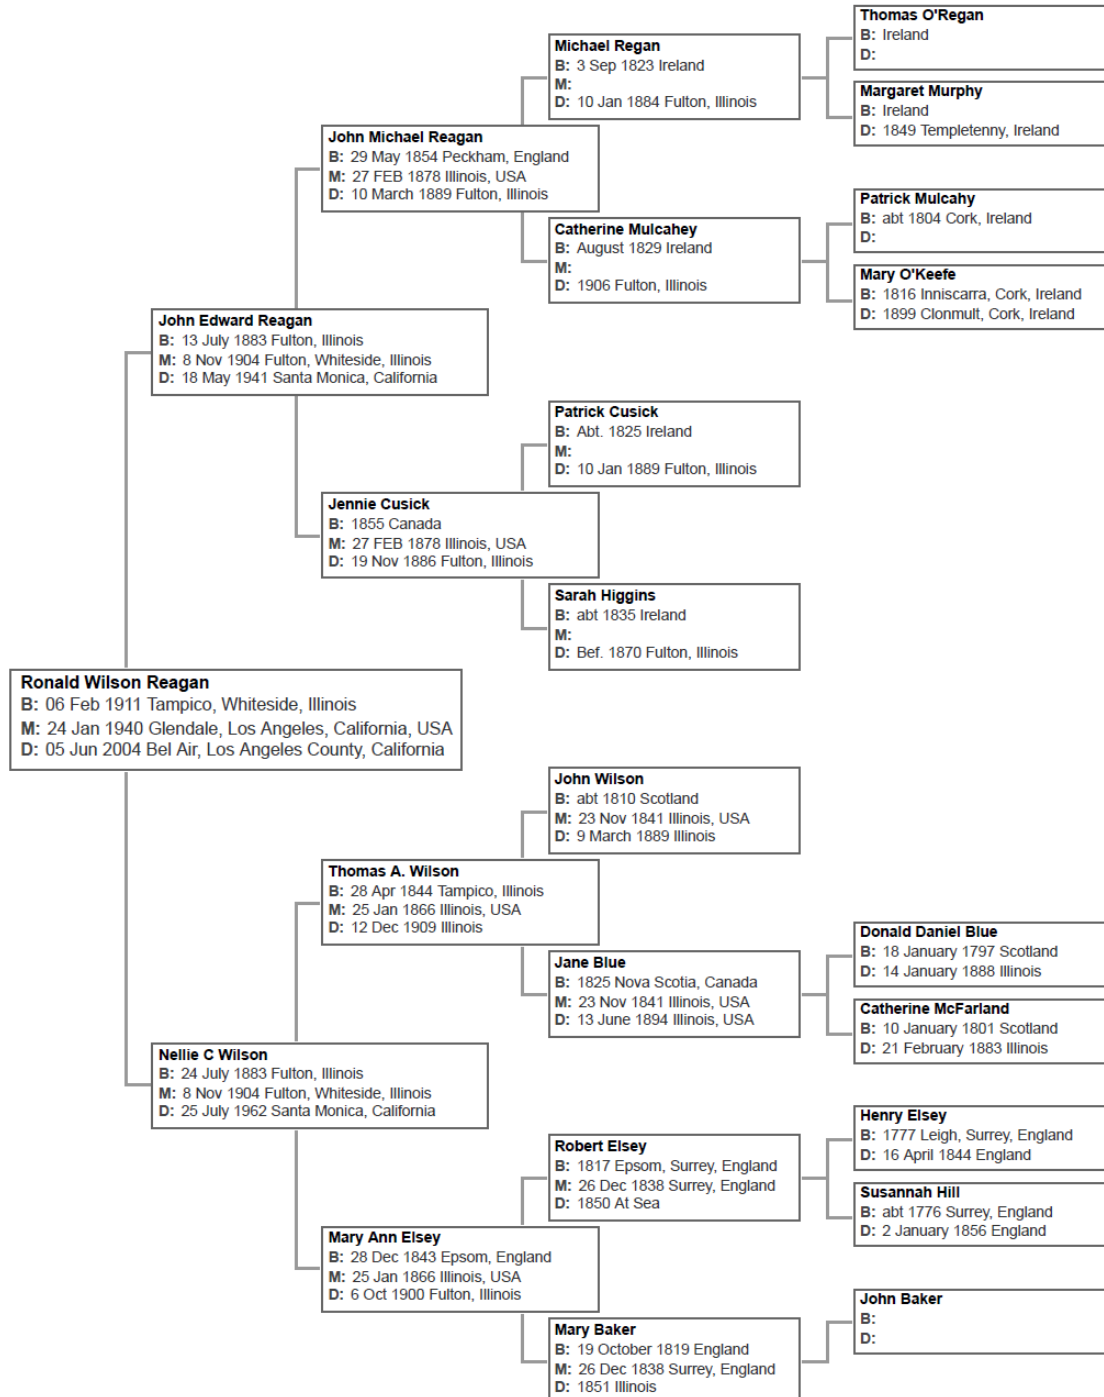 Thomas O'Regan
B: Ireland
D:
Michael Regan
B: 3 Sep 1823 Ireland
M:
D: 10 Jan 1884 Fulton, Illinois
Margaret Murphy
B: Ireland
D: 1849 Templetenny, Ireland
John Michael Reagan
B: 29 May 1854 Peckham, England
M: 27 FEB 1878 Illinois, USA
D: 10 March 1889 Fulton, Illinois
Patrick Mulcahy
B: abt 1804 Cork, Ireland
D:
Catherine Mulcahey
B: August 1829 Ireland
M:
D: 1906 Fulton, Illinois
Mary O'Keefe
B: 1816 Inniscarra, Cork, Ireland
D: 1899 Clonmult, Cork, Ireland
John Edward Reagan
B: 13 July 1883 Fulton, Illinois
M: 8 Nov 1904 Fulton, Whiteside, Illinois
D: 18 May 1941 Santa Monica, California
Patrick Cusick
B: Abt. 1825 Ireland
M:
D: 10 Jan 1889 Fulton, Illinois
Jennie Cusick
B: 1855 Canada
M: 27 FEB 1878 Illinois, USA
D: 19 Nov 1886 Fulton, Illinois
Sarah Higgins
B: abt 1835 Ireland
M:
D: Bef. 1870 Fulton, Illinois
Ronald Wilson Reagan
B: 06 Feb 1911 Tampico, Whiteside, Illinois
M: 24 Jan 1940 Glendale, Los Angeles, California, USA
D: 05 Jun 2004 Bel Air, Los Angeles County, California
John Wilson
B: abt 1810 Scotland
M: 23 Nov 1841 Illinois, USA
D: 9 March 1889 Illinois
Thomas A. Wilson
B: 28 Apr 1844 Tampico, Illinois
M: 25 Jan 1866 Illinois, USA
D: 12 Dec 1909 Illinois
Donald Daniel Blue
B: 18 January 1797 Scotland
D: 14 January 1888 Illinois
Jane Blue
B: 1825 Nova Scotia, Canada
M: 23 Nov 1841 Illinois, USA
D: 13 June 1894 Illinois, USA
Catherine McFarland
B: 10 January 1801 Scotland
D: 21 February 1883 Illinois
Nellie C Wilson
B: 24 July 1883 Fulton, Illinois
M: 8 Nov 1904 Fulton, Whiteside, Illinois
D: 25 July 1962 Santa Monica, California
Henry Elsey
B: 1777 Leigh, Surrey, England
D: 16 April 1844 England
Robert Elsey
B: 1817 Epsom, Surrey, England
M: 26 Dec 1838 Surrey, England
D: 1850 At Sea
Susannah Hill
B: abt 1776 Surrey, England
D: 2 January 1856 England
Mary Ann Elsey
B: 28 Dec 1843 Epsom, England
M: 25 Jan 1866 Illinois, USA
D: 6 Oct 1900 Fulton, Illinois
John Baker
B:
D:
Mary Baker
B: 19 October 1819 England
M: 26 Dec 1838 Surrey, England
D: 1851 Illinois